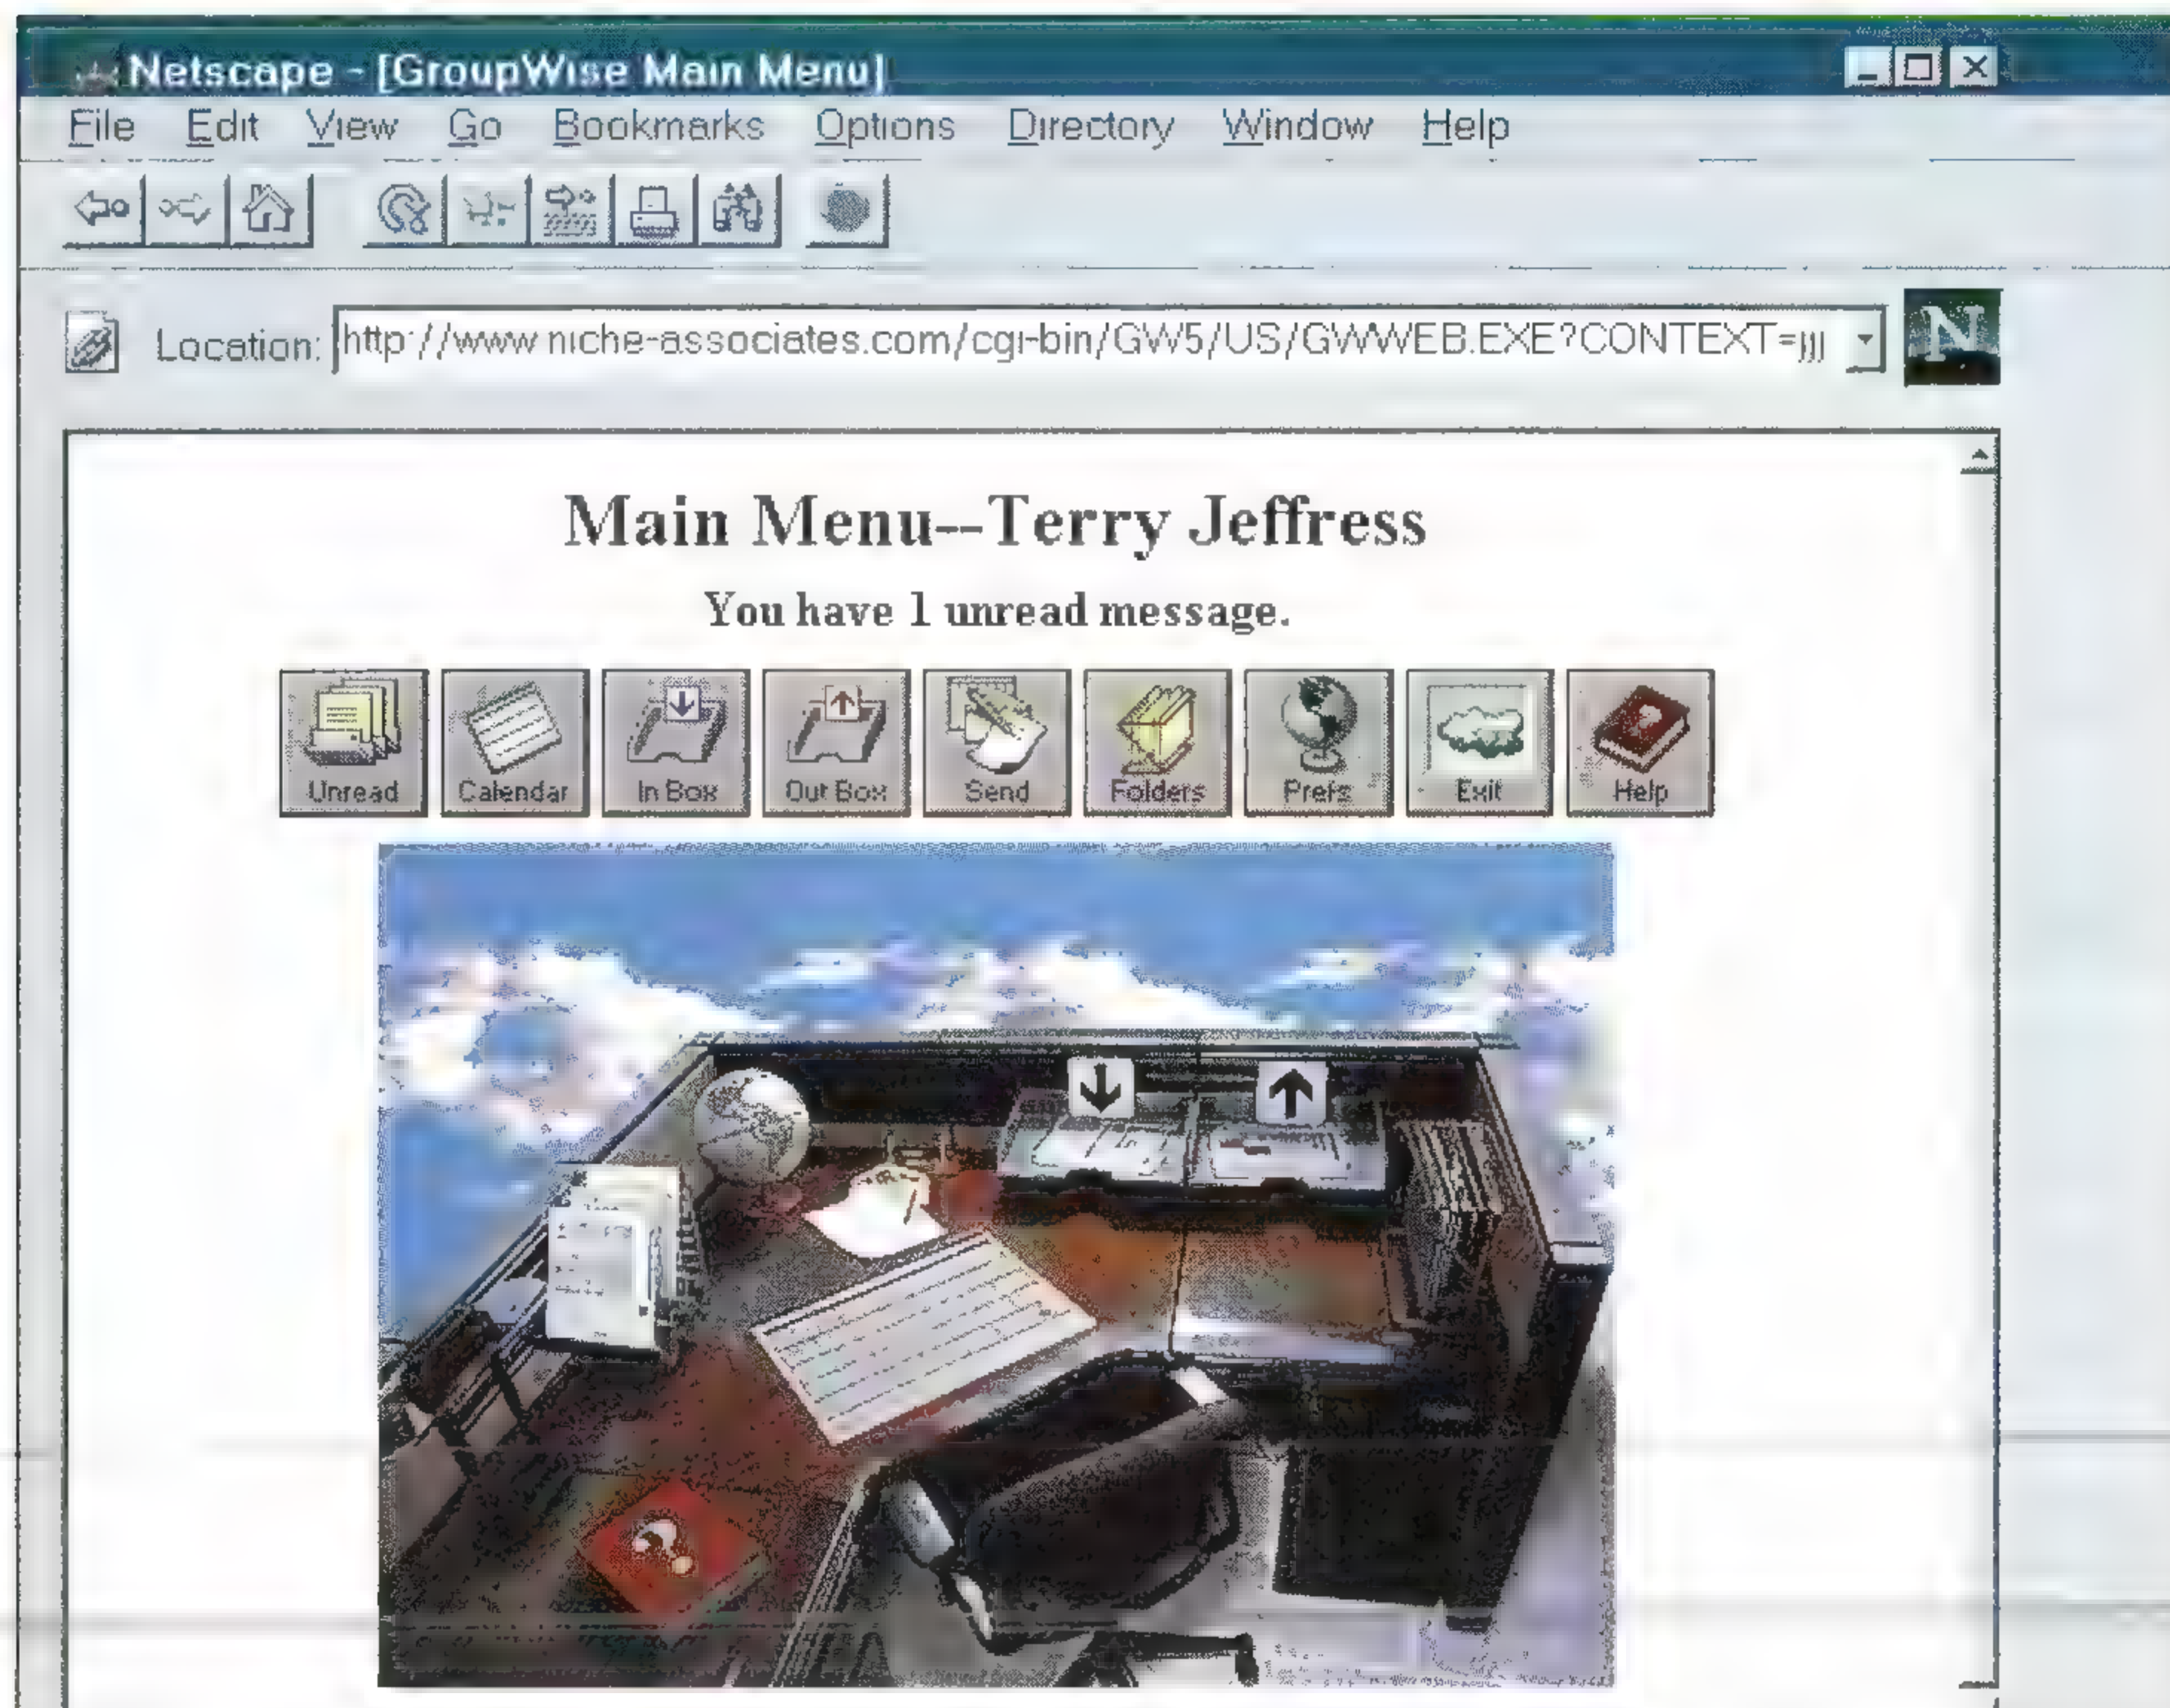 Netscape - [GroupWise Main Menu]
File Edit View Go Bookmarks Options Directory Window Help
Location: http://www.niche-associates.com/cgi-bin/GW5/US/GWWEB.EXE?CONTEXT=jjj
N
Main Menu--Terry Jeffress
You have 1 unread message.
Unread Calendar In Box Out Box Send Folders Prefs Exit Help
?